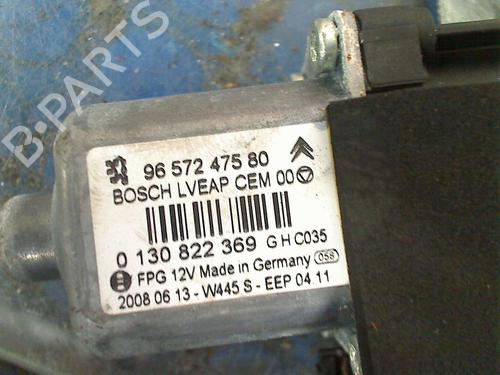 B-PARTS
96 572 475 80
BOSCH LVEAP CEM 00
0 130 822 369 G H C035
FPG 12V Made in Germany 05S
2008 06 13 - W445 S - EEP 04 11